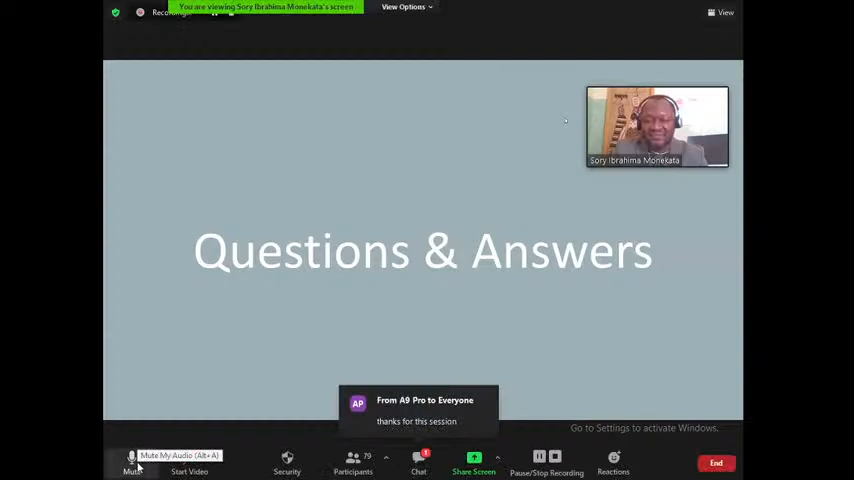 Recording
You are viewing Sory Ibrahima Monekata's screen
View Options
View
Sory Ibrahima Monekata
Questions & Answers
AP
From A9 Pro to Everyone
thanks for this session
Go to Settings to activate Windows.
Mute My Audio (Alt+A)
79
1
Mute
Start Video
Security
Participants
Chat
Share Screen
Pause/Stop Recording
Reactions
End